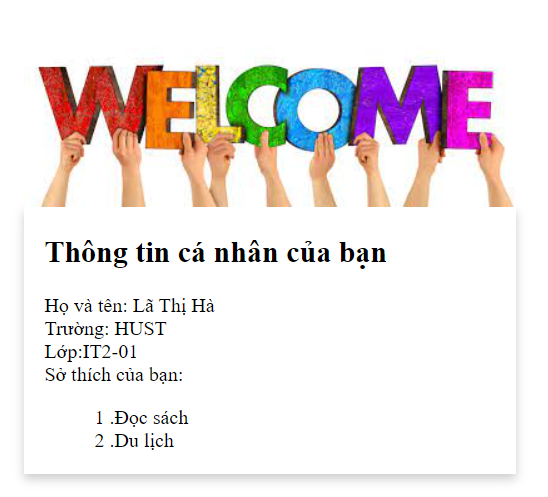 WELCOME
Thông tin cá nhân của bạn
Họ và tên: Lã Thị Hà
Trường: HUST
Lớp:IT2-01
Sở thích của bạn:
1 .Đọc sách
2 .Du lịch